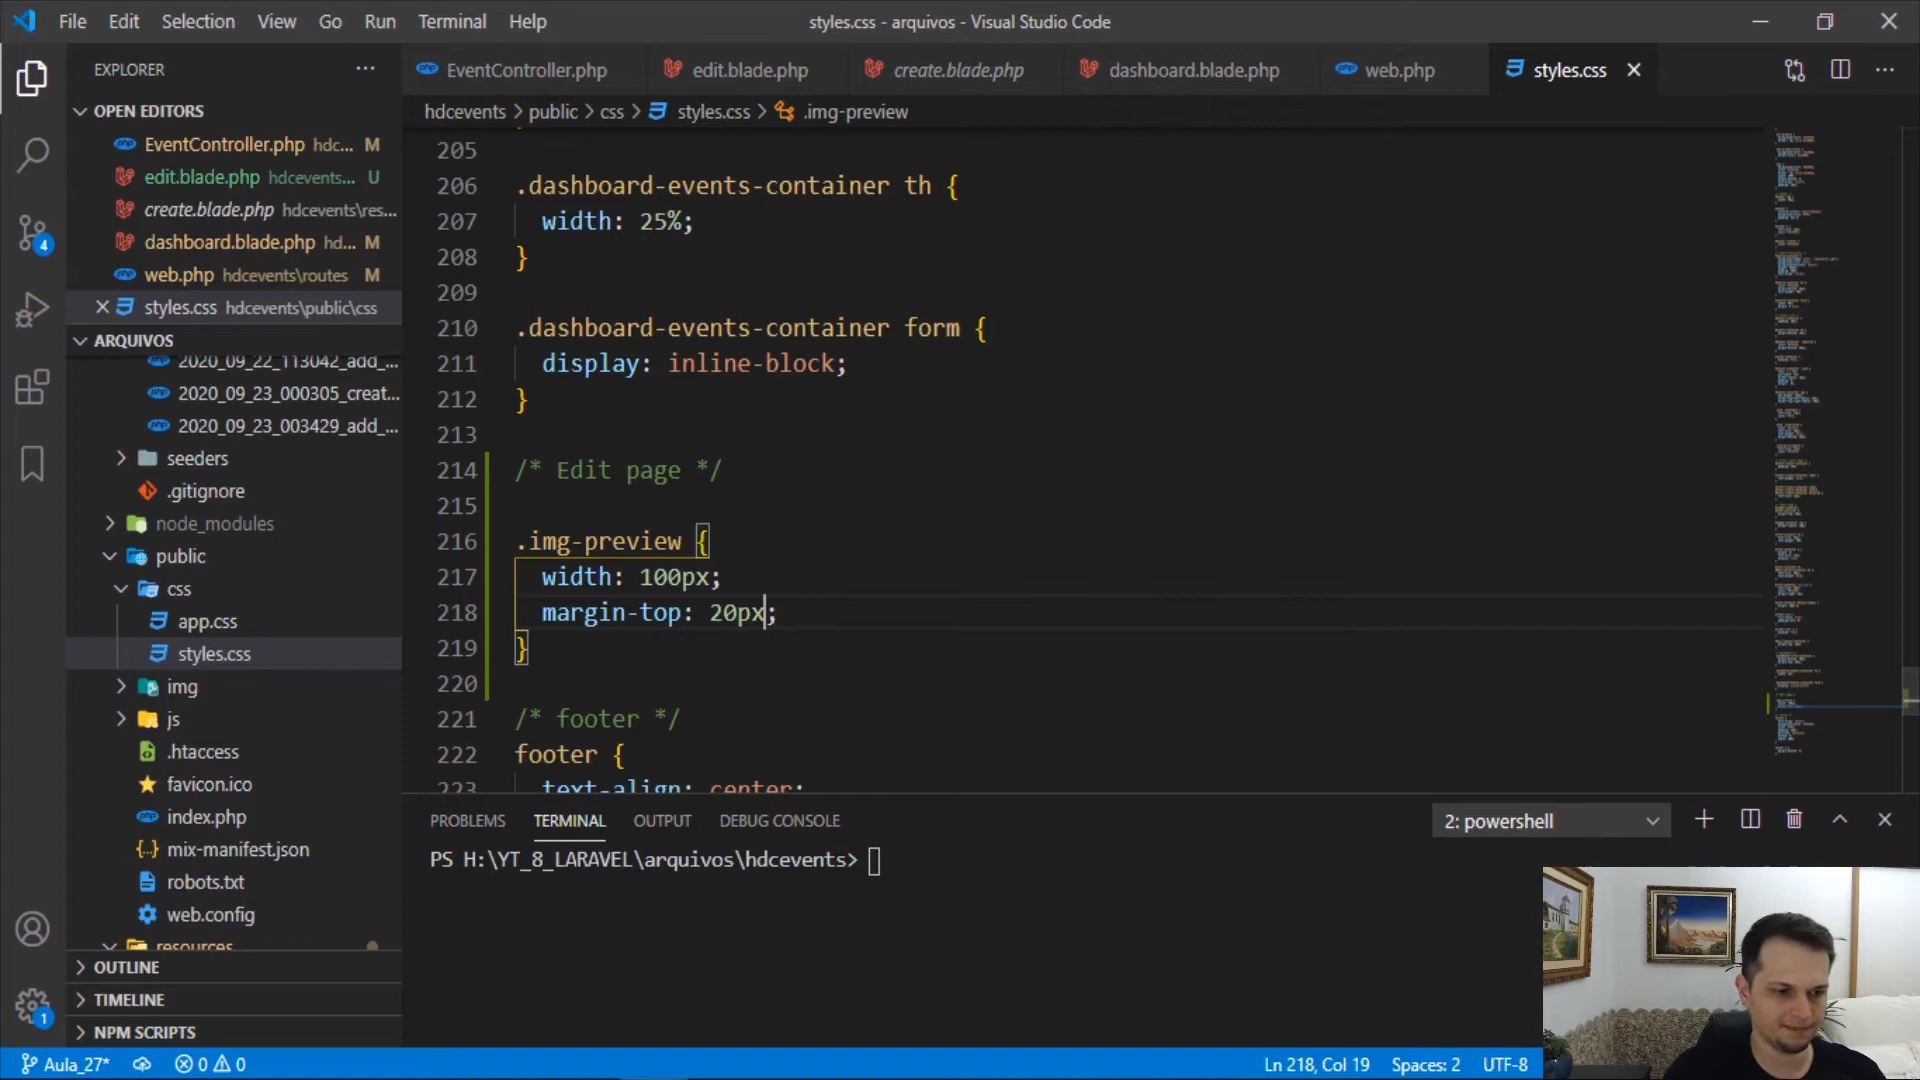 File Edit Selection View Go Run Terminal Help styles.css - arquivos - Visual Studio Code
EXPLORER
EventController.php edit.blade.php create.blade.php dashboard.blade.php web.php styles.css
OPEN EDITORS
EventController.php hdc... M
edit.blade.php hdcevents... U
create.blade.php hdcevents\res...
dashboard.blade.php hd... M
web.php hdcevents\routes M
styles.css hdcevents\public\css
ARQUIVOS
2020_09_22_113042_add_...
2020_09_23_000305_creat...
2020_09_23_003429_add_...
seeders
.gitignore
node_modules
public
css
app.css
styles.css
img
js
.htaccess
favicon.ico
index.php
mix-manifest.json
robots.txt
web.config
resources
OUTLINE
TIMELINE
NPM SCRIPTS
4
1
hdcevents > public > css > styles.css > .img-preview
205
206 .dashboard-events-container th {
207 width: 25%;
208 }
209
210 .dashboard-events-container form {
211 display: inline-block;
212 }
213
214 /* Edit page */
215
216 .img-preview {
217 width: 100px;
218 margin-top: 20px;
219 }
220
221 /* footer */
222 footer {
223 text-align: center;
PROBLEMS TERMINAL OUTPUT DEBUG CONSOLE 2: powershell
PS H:\YT_8_LARAVEL\arquivos\hdcevents>
Aula_27* 0 0 Ln 218, Col 19 Spaces: 2 UTF-8